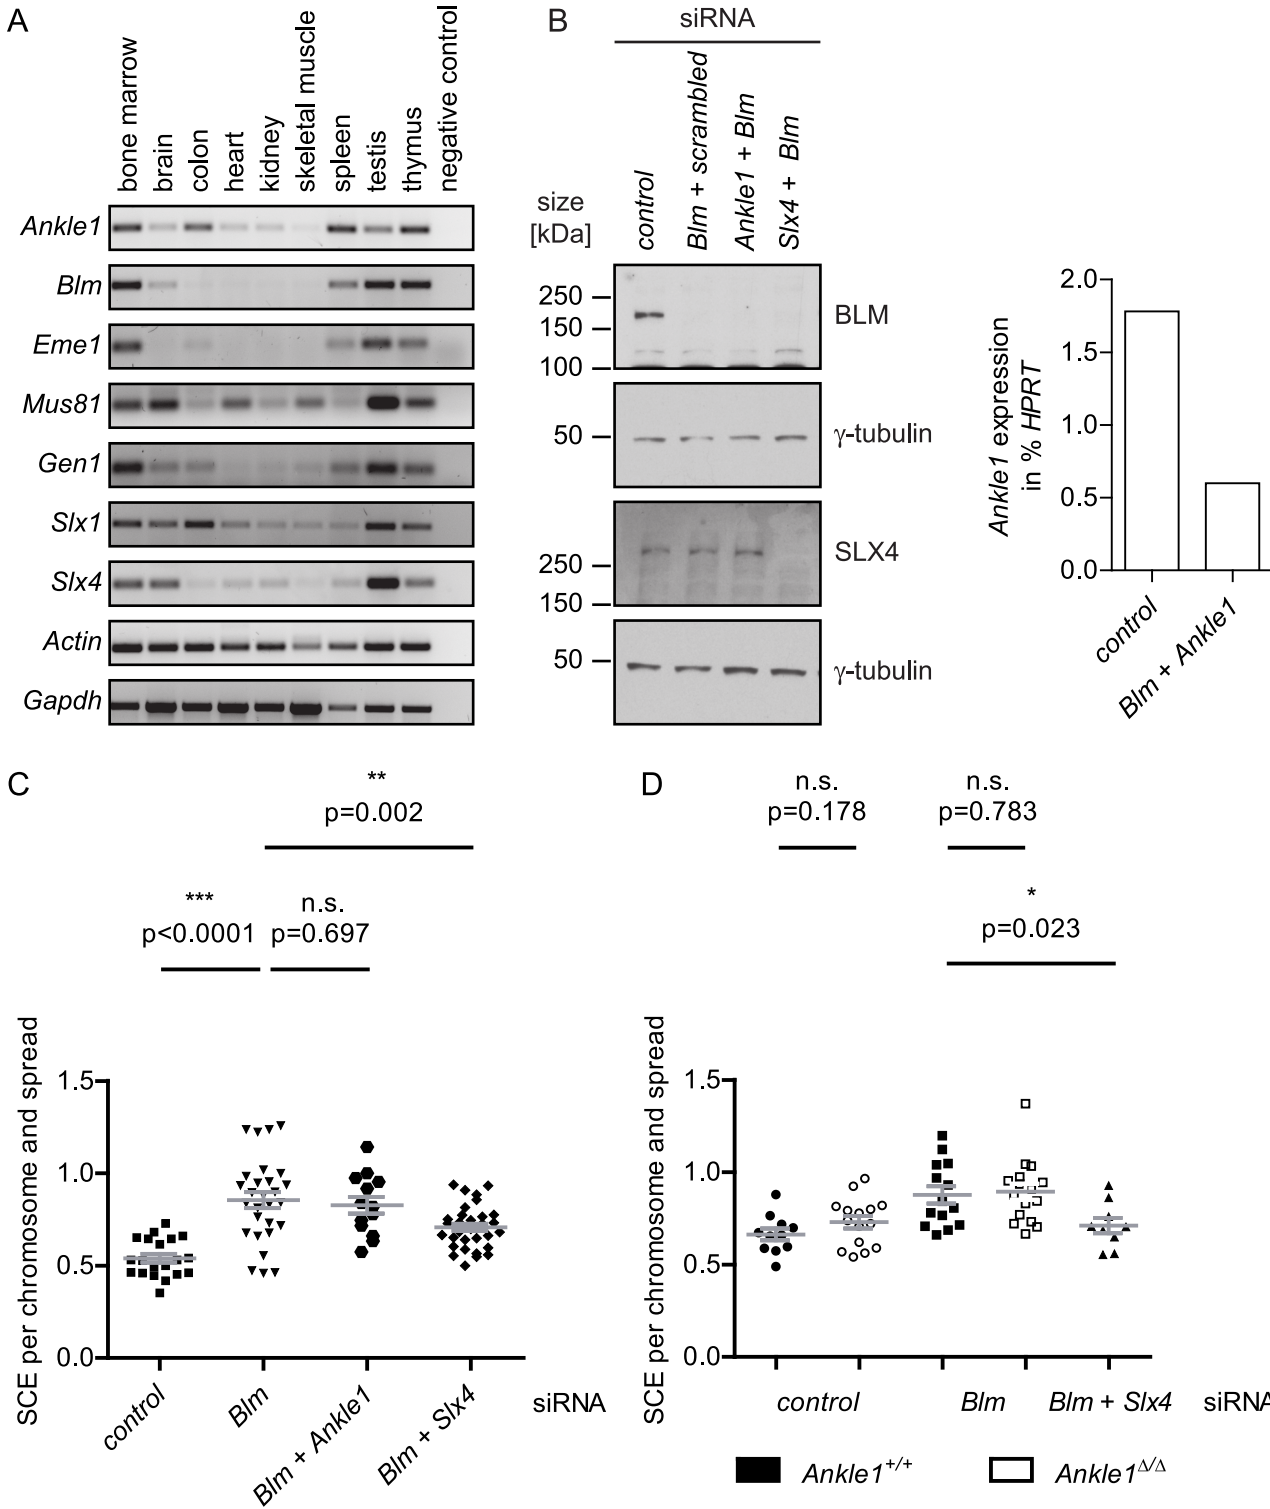 A
bone marrow
brain
colon
heart
kidney
skeletal muscle
spleen
testis
thymus
negative control
Ankle1
Blm
Eme1
Mus81
Gen1
Slx1
Slx4
Actin
Gapdh
B
siRNA
size
[kDa]
control
Blm + scrambled
Ankle1 + Blm
Slx4 + Blm
250
150
100
BLM
50
γ-tubulin
250
150
SLX4
50
γ-tubulin
Ankle1 expression
in % HPRT
2.0
1.5
1.0
0.5
0.0
control
Blm + Ankle1
C
**
p=0.002
***
p<0.0001
n.s.
p=0.697
SCE per chromosome and spread
1.5
1.0
0.5
0.0
control
Blm
Blm + Ankle1
Blm + Slx4
siRNA
D
n.s.
p=0.178
n.s.
p=0.783
*
p=0.023
SCE per chromosome and spread
1.5
1.0
0.5
0.0
control
Blm
Blm + Slx4
siRNA
Ankle1+/+
Ankle1Δ/Δ